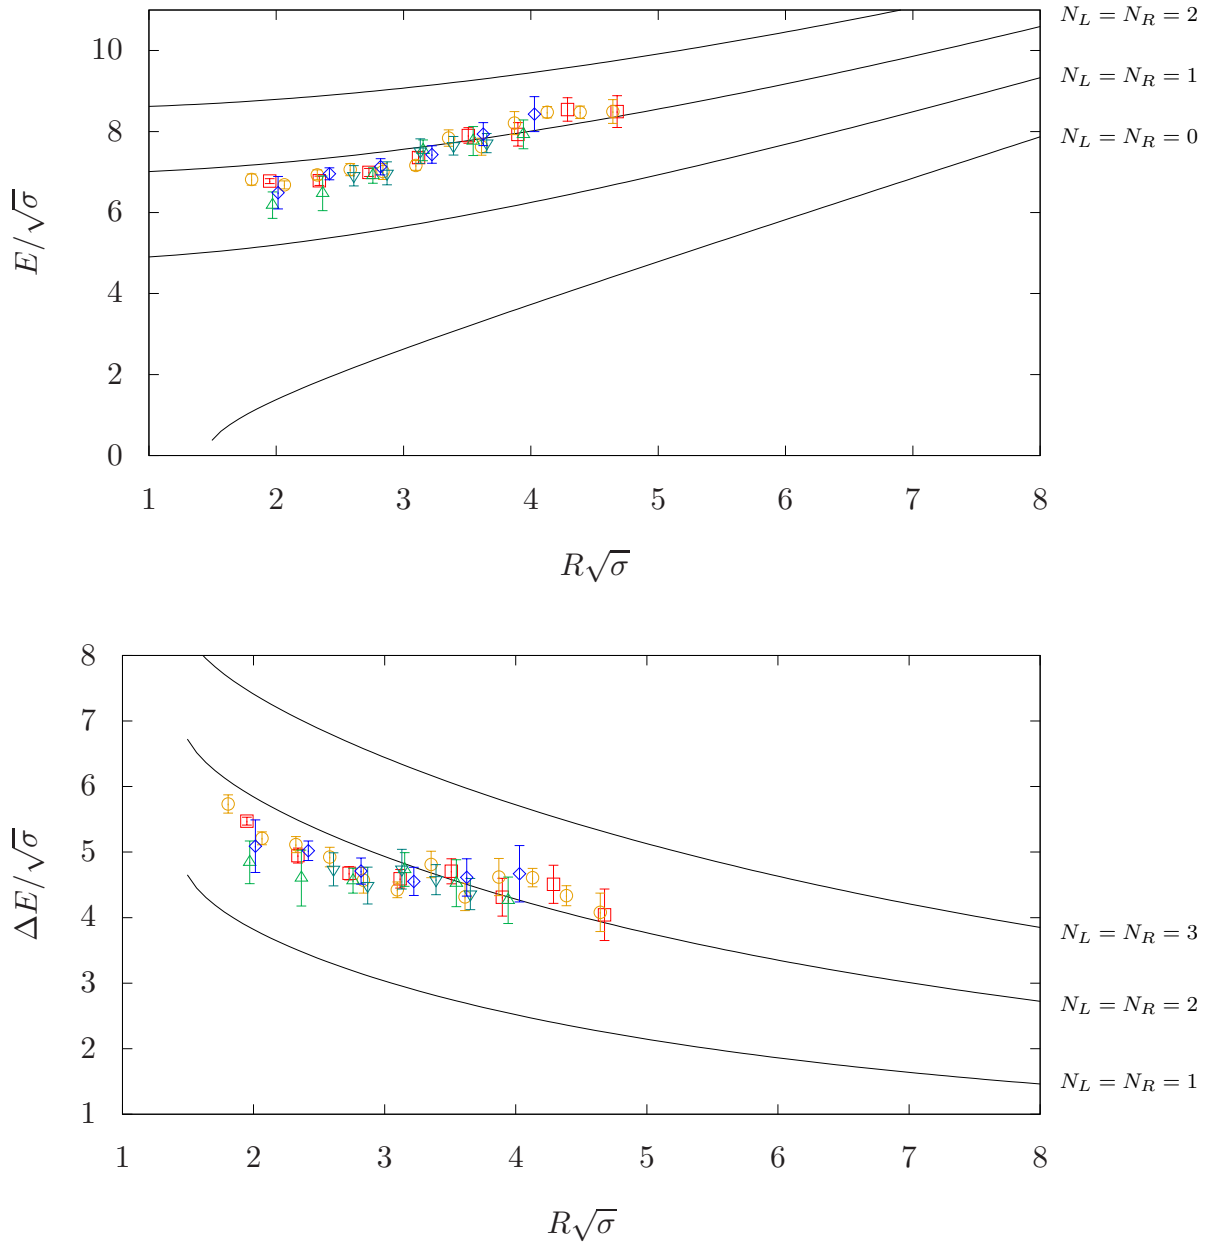 N_L = N_R = 2
10
N_L = N_R = 1
8
N_L = N_R = 0
6
E/√σ
4
2
0
1 2 3 4 5 6 7 8
R√σ
8
7
6
5
ΔE/√σ
4
N_L = N_R = 3
3
N_L = N_R = 2
2
N_L = N_R = 1
1
1 2 3 4 5 6 7 8
R√σ